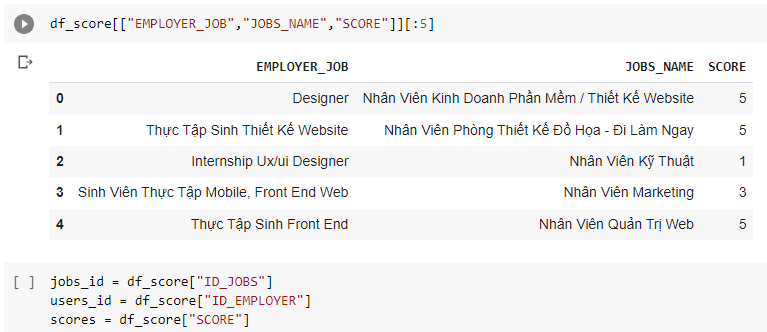 df_score[["EMPLOYER_JOB","JOBS_NAME","SCORE"]][:5]
EMPLOYER_JOB JOBS_NAME SCORE
0 Designer Nhân Viên Kinh Doanh Phần Mềm / Thiết Kế Website 5
1 Thực Tập Sinh Thiết Kế Website Nhân Viên Phòng Thiết Kế Đồ Họa - Đi Làm Ngay 5
2 Internship Ux/ui Designer Nhân Viên Kỹ Thuật 1
3 Sinh Viên Thực Tập Mobile, Front End Web Nhân Viên Marketing 3
4 Thực Tập Sinh Front End Nhân Viên Quản Trị Web 5
[ ] jobs_id = df_score["ID_JOBS"]
users_id = df_score["ID_EMPLOYER"]
scores = df_score["SCORE"]